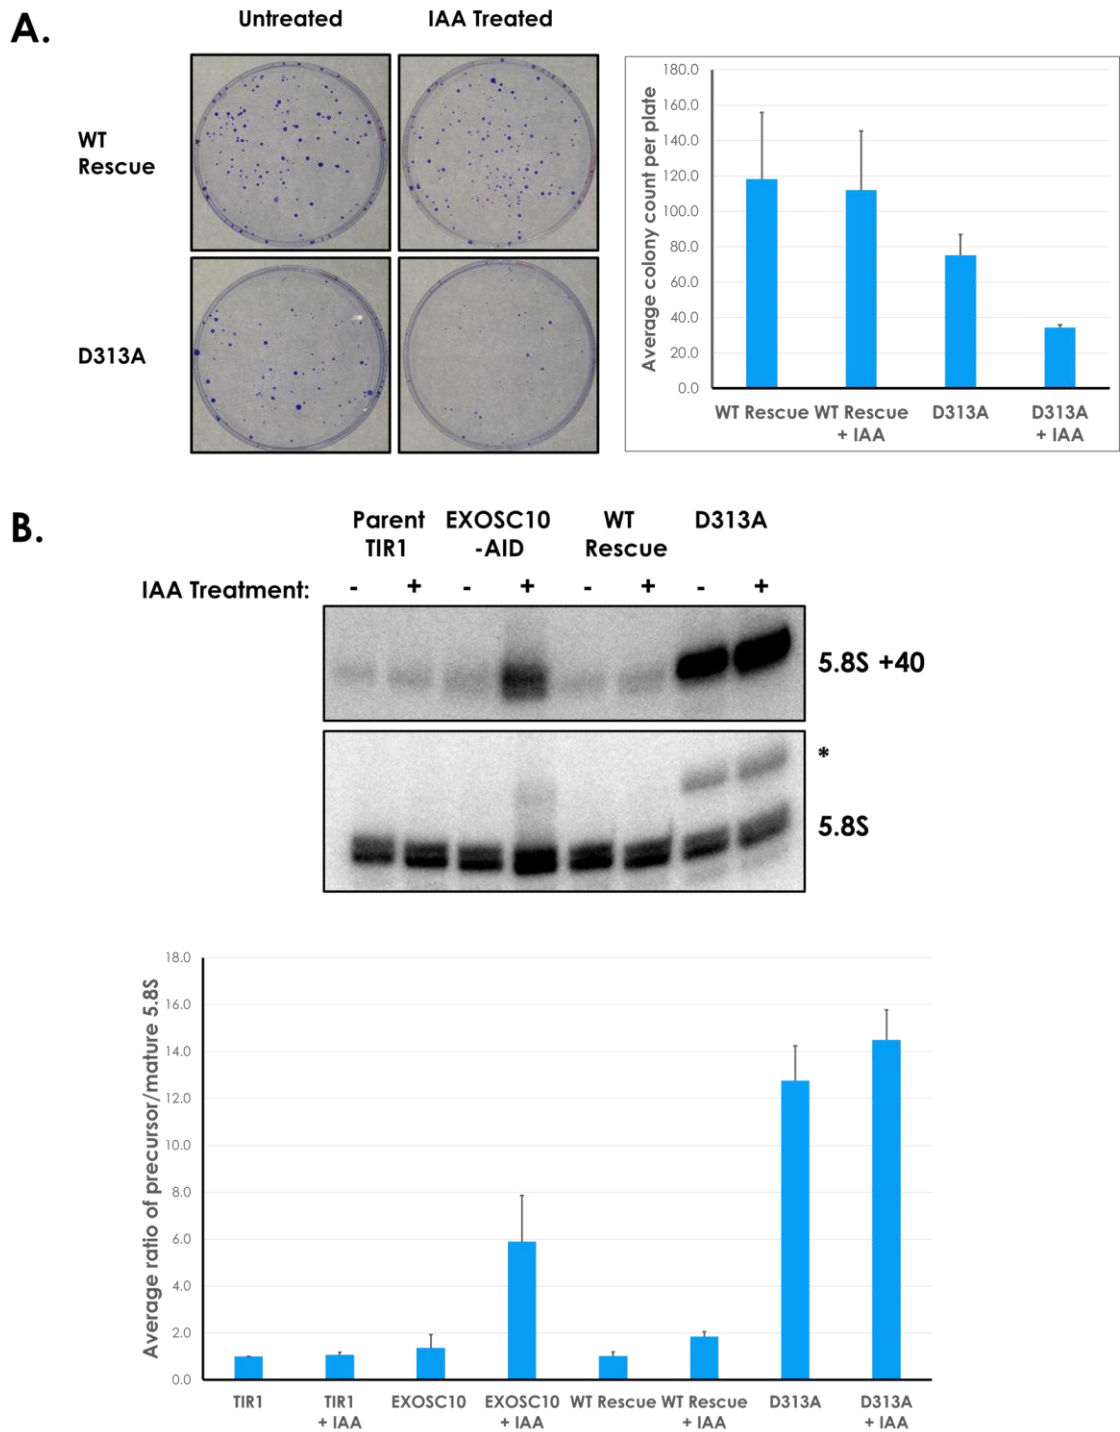 A.
Untreated
IAA Treated
WT
Rescue
D313A
Average colony count per plate
180.0
160.0
140.0
120.0
100.0
80.0
60.0
40.0
20.0
0.0
WT Rescue
WT Rescue
+ IAA
D313A
D313A
+ IAA
B.
Parent
TIR1
EXOSC10
-AID
WT
Rescue
D313A
IAA Treatment: - + - + - + - +
5.8S +40
*
5.8S
Average ratio of precursor/mature 5.8S
18.0
16.0
14.0
12.0
10.0
8.0
6.0
4.0
2.0
0.0
TIR1
TIR1
+ IAA
EXOSC10
EXOSC10
+ IAA
WT Rescue
WT Rescue
+ IAA
D313A
D313A
+ IAA